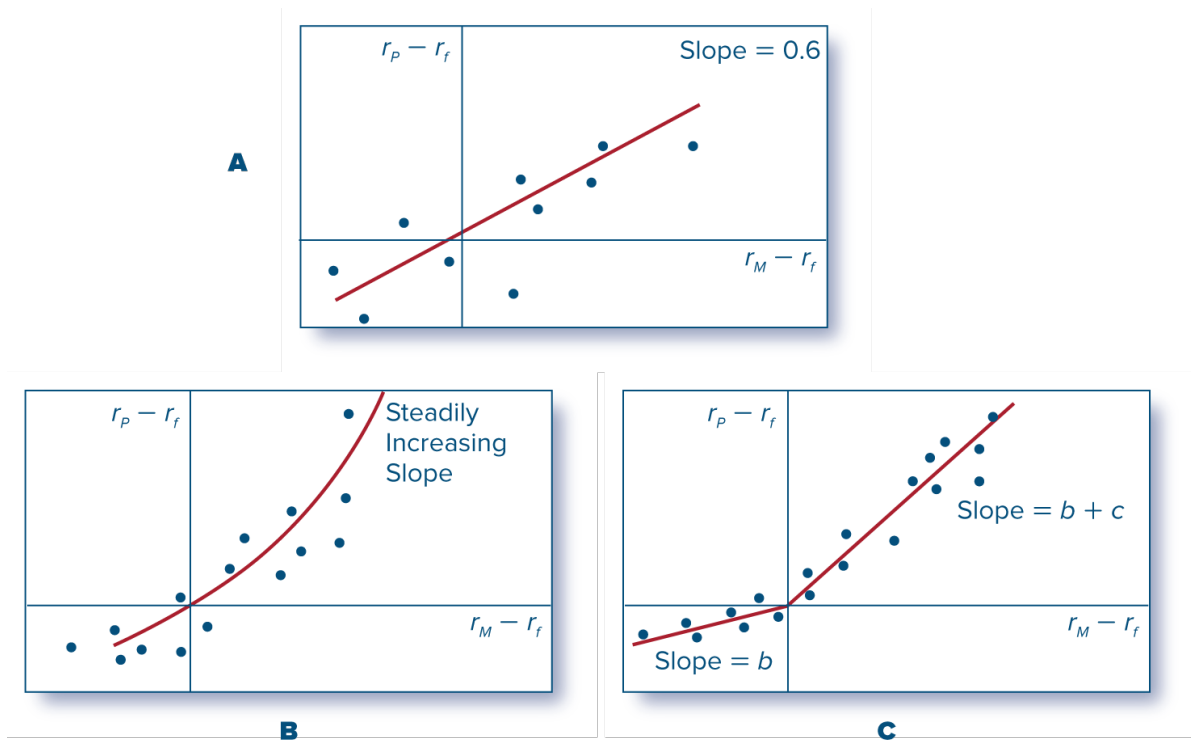 r_P − r_f
Slope = 0.6
A
r_M − r_f
r_P − r_f
Steadily
Increasing
Slope
r_M − r_f
B
r_P − r_f
Slope = b + c
r_M − r_f
Slope = b
C